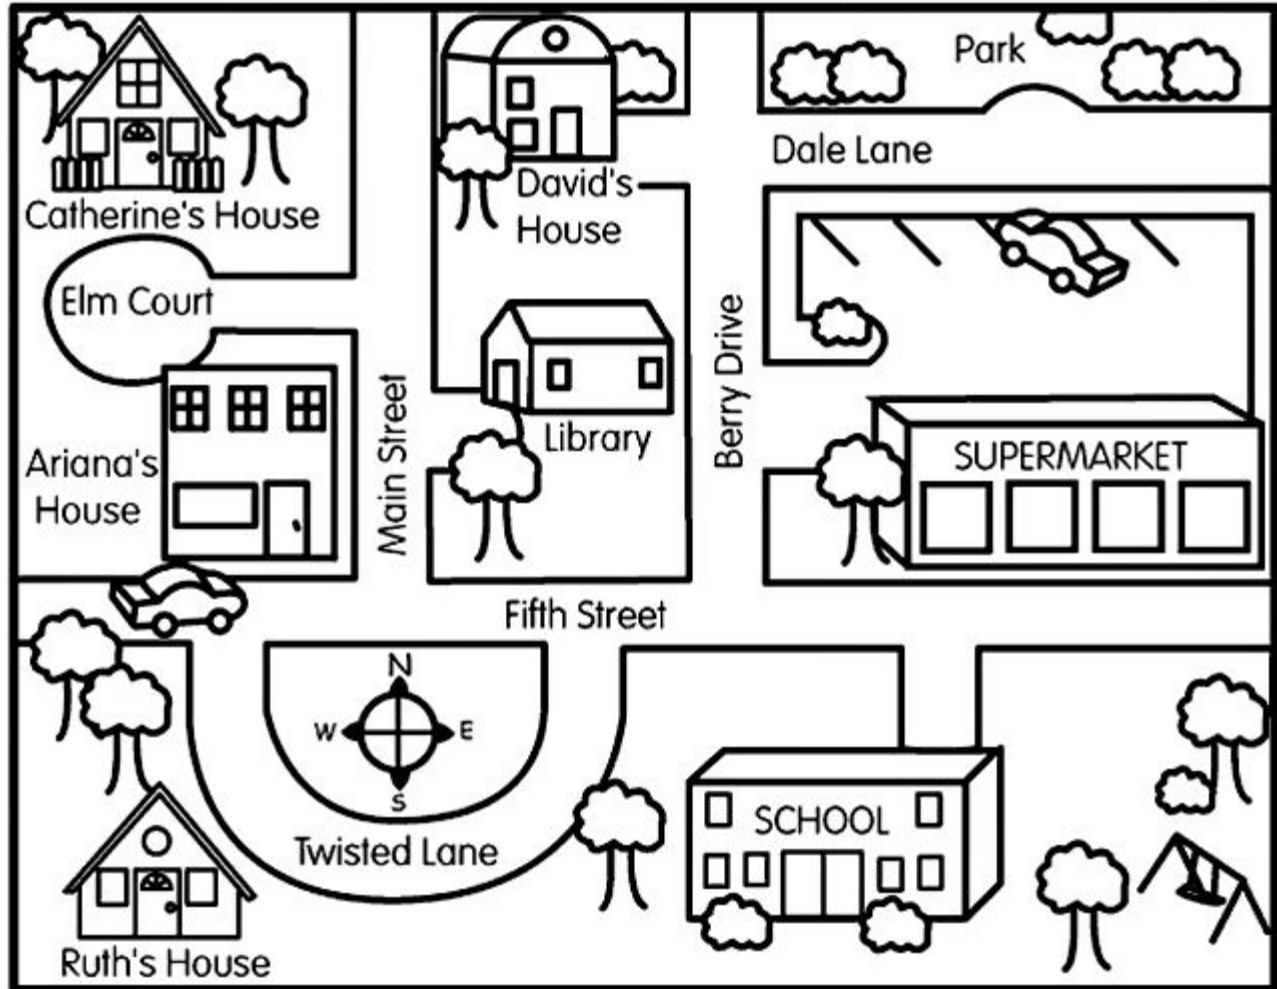 Park
Dale Lane
Catherine's House
David's
House
Elm Court
Main Street
Berry Drive
Library
Ariana's
House
SUPERMARKET
Fifth Street
N
W
E
S
Twisted Lane
SCHOOL
Ruth's House